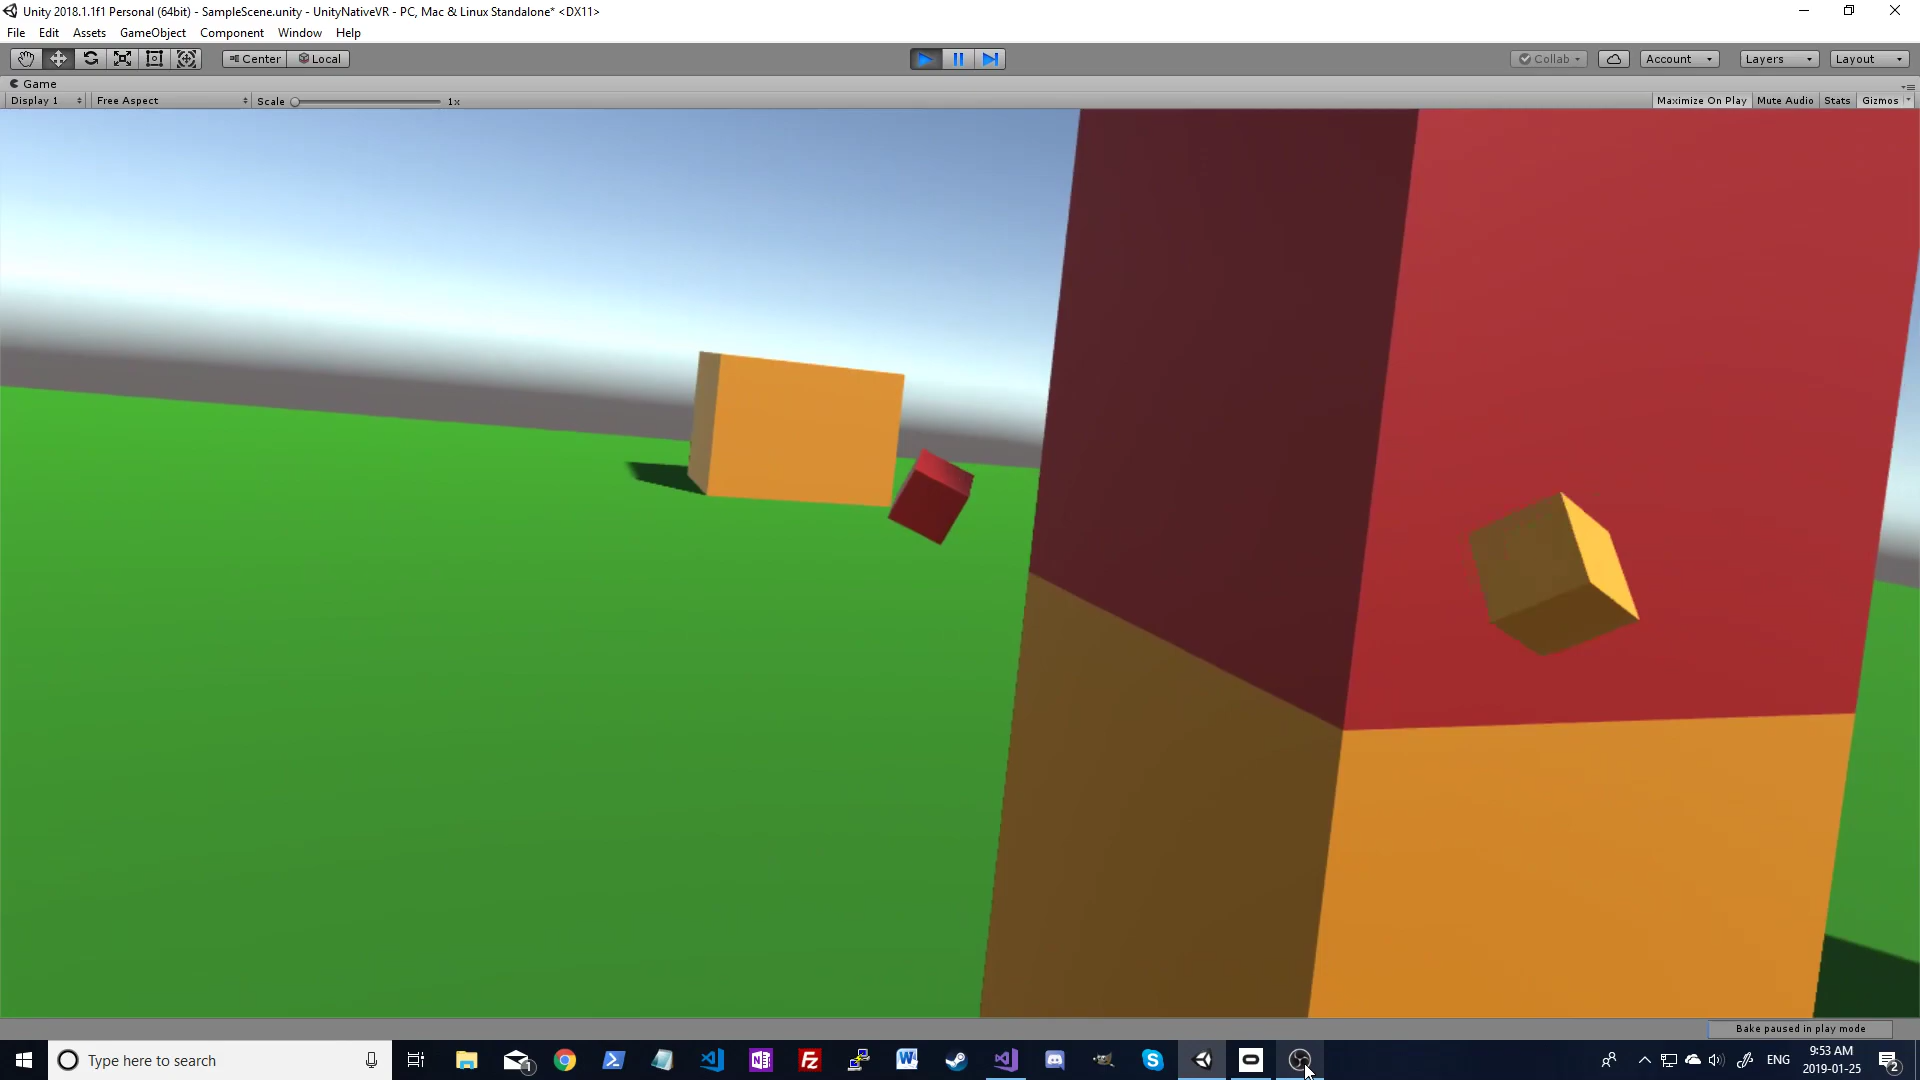 Unity 2018.1.1f1 Personal (64bit) - SampleScene.unity - UnityNativeVR - PC, Mac & Linux Standalone* <DX11>
File Edit Assets GameObject Component Window Help
Center Local Collab Account Layers Layout
Game
Display 1 Free Aspect Scale 1x Maximize On Play Mute Audio Stats Gizmos
Bake paused in play mode
Type here to search
ENG
9:53 AM
2019-01-25
1
2